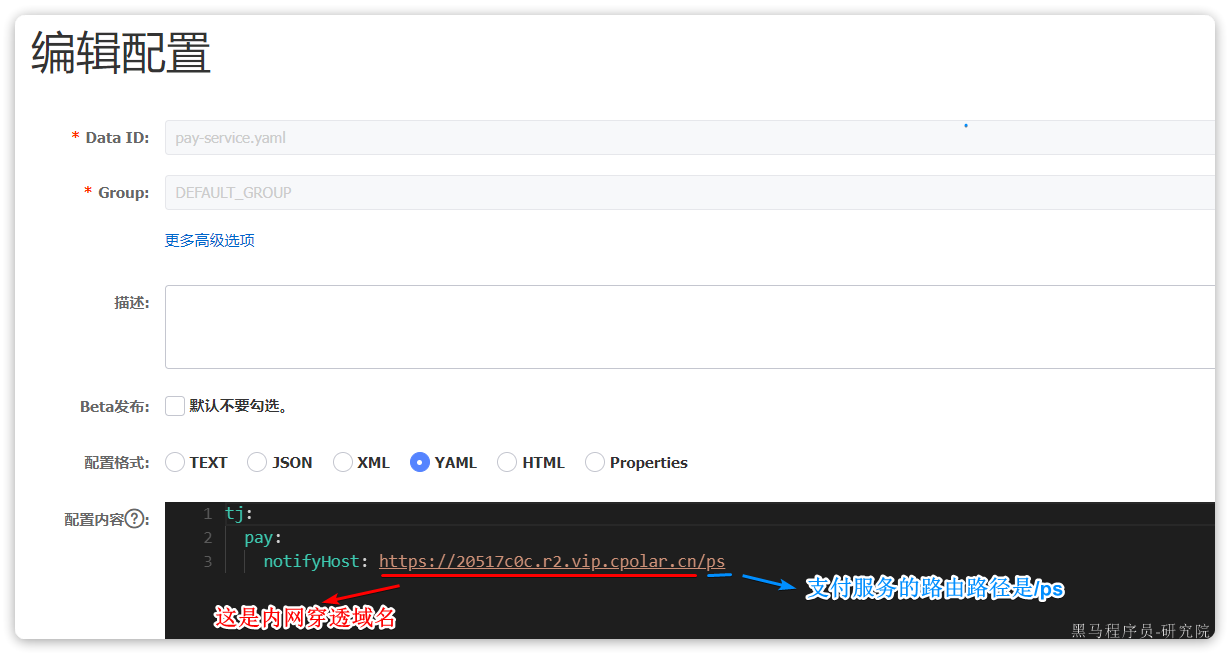 编辑配置
* Data ID: pay-service.yaml
* Group: DEFAULT_GROUP
更多高级选项
描述:
Beta发布: 默认不要勾选。
配置格式: TEXT JSON XML YAML HTML Properties
配置内容?:
1 tj:
2 pay:
3 notifyHost: https://20517c0c.r2.vip.cpolar.cn/ps
支付服务的路由路径是/ps
这是内网穿透域名
黑马程序员-研究院